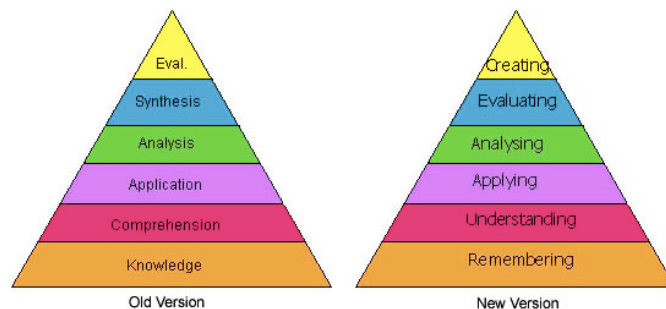 Eval.
Synthesis
Analysis
Application
Comprehension
Knowledge
Old Version
Creating
Evaluating
Analysing
Applying
Understanding
Remembering
New Version